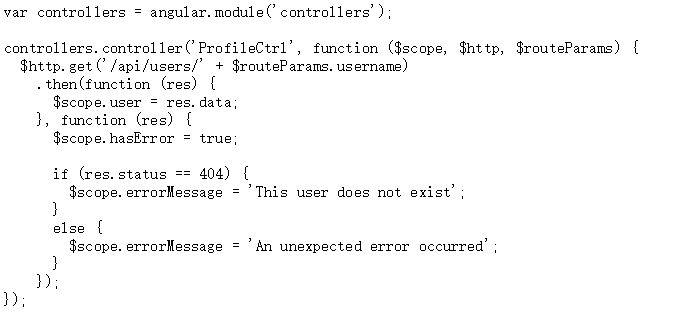 var controllers = angular.module('controllers');

controllers.controller('ProfileCtrl', function ($scope, $http, $routeParams) {
  $http.get('/api/users/' + $routeParams.username)
    .then(function (res) {
      $scope.user = res.data;
    }, function (res) {
      $scope.hasError = true;

      if (res.status == 404) {
        $scope.errorMessage = 'This user does not exist';
      }
      else {
        $scope.errorMessage = 'An unexpected error occurred';
      }
    });
});